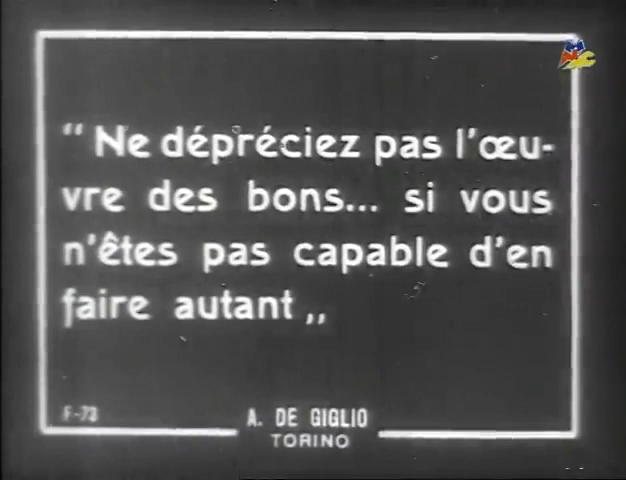 “ Ne dépréciez pas l'œu-
vre des bons... si vous
n'êtes pas capable d'en
faire autant „
F-73
A. DE GIGLIO
TORINO